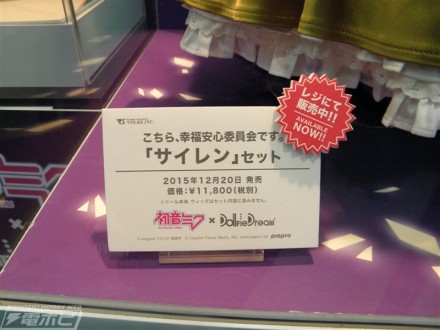 VOLKS INC.
こちら、幸福安心委員会です。
「サイレン」セット
2015年12月20日 発売
価格：¥11,800(税別)
初音ミク × Dollfie Dream
piapro
レジにて
販売中!!
AVAILABLE
NOW!!
電ホビ